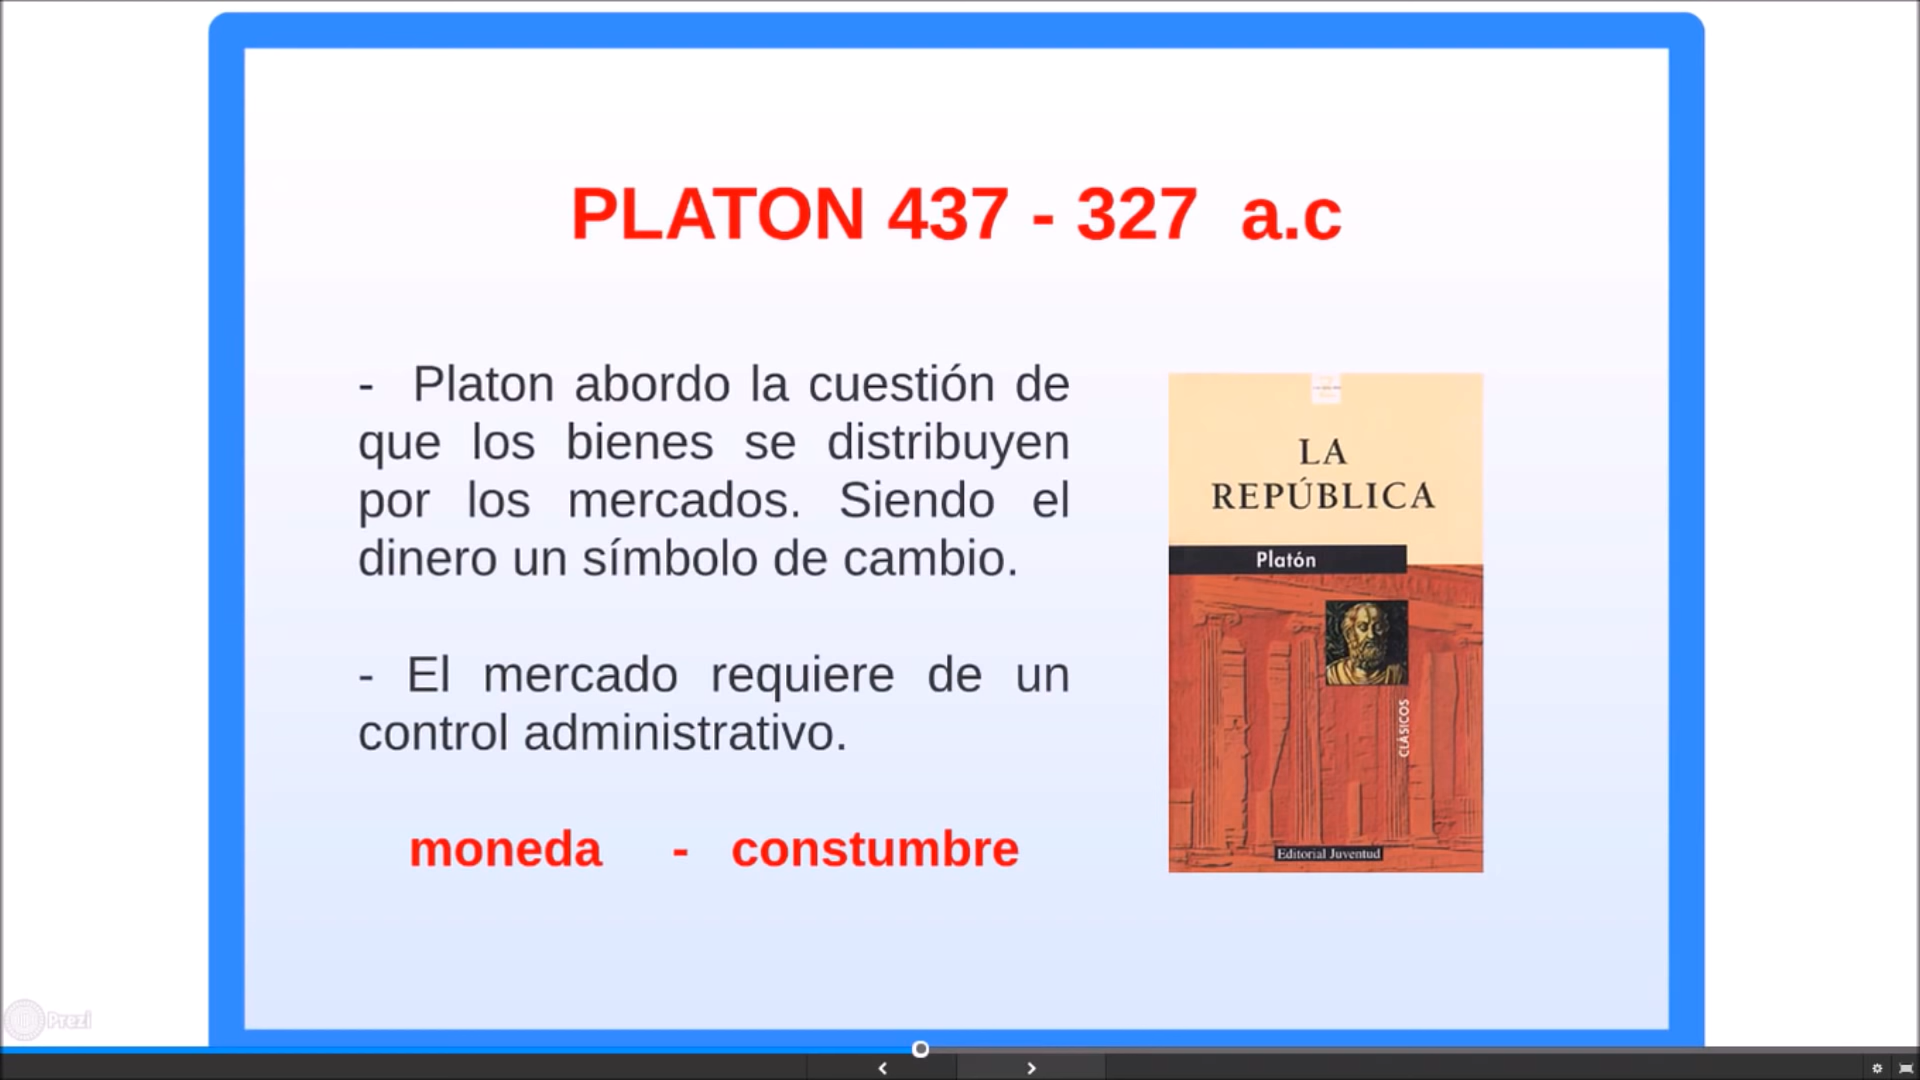 PLATON 437 - 327 a.c
- Platon abordo la cuestión de
que los bienes se distribuyen
por los mercados. Siendo el
dinero un símbolo de cambio.
- El mercado requiere de un
control administrativo.
moneda - constumbre
LA
REPÚBLICA
Platón
CLÁSICOS
Editorial Juventud
Prezi